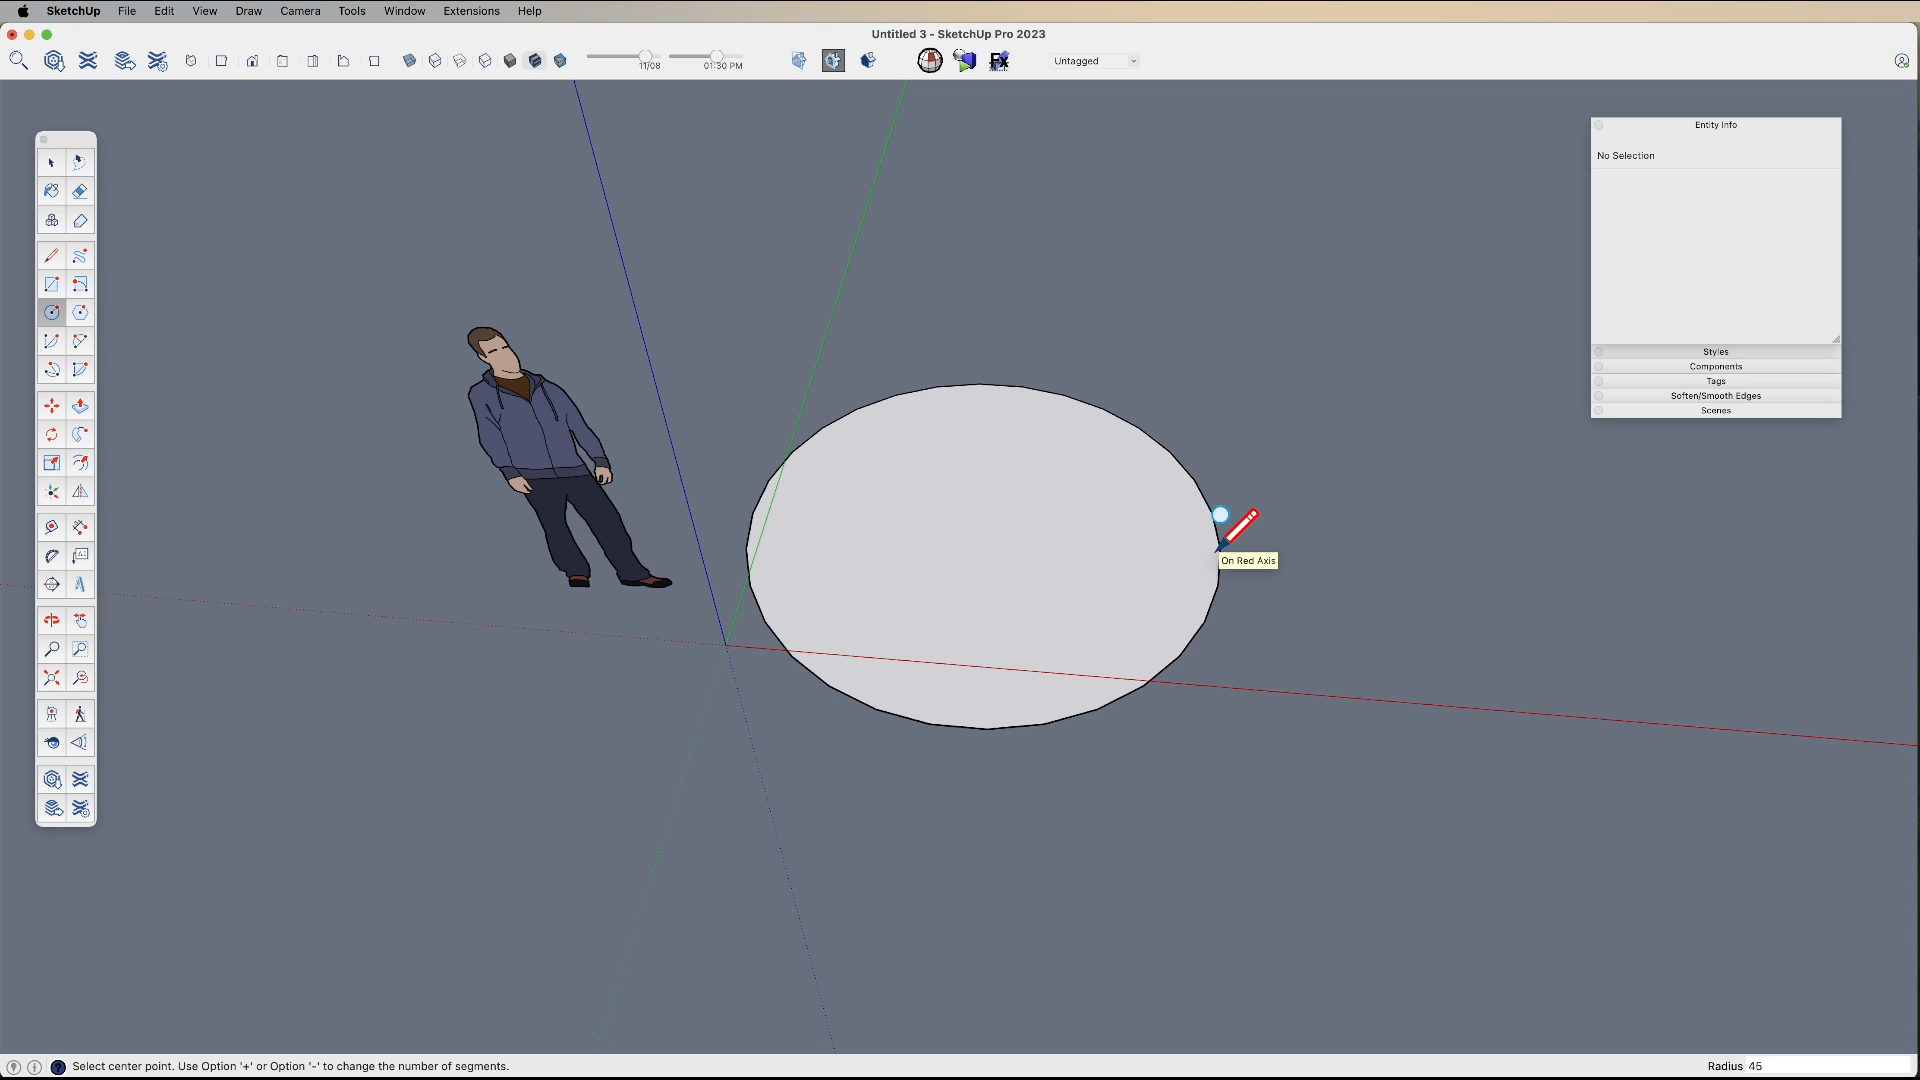 SketchUp File Edit View Draw Camera Tools Window Extensions Help
Untitled 3 - SketchUp Pro 2023
11/08 01:30 PM Untagged
Entity Info
No Selection
Styles
Components
Tags
Soften/Smooth Edges
Scenes
On Red Axis
Select center point. Use Option '+' or Option '-' to change the number of segments. Radius 45